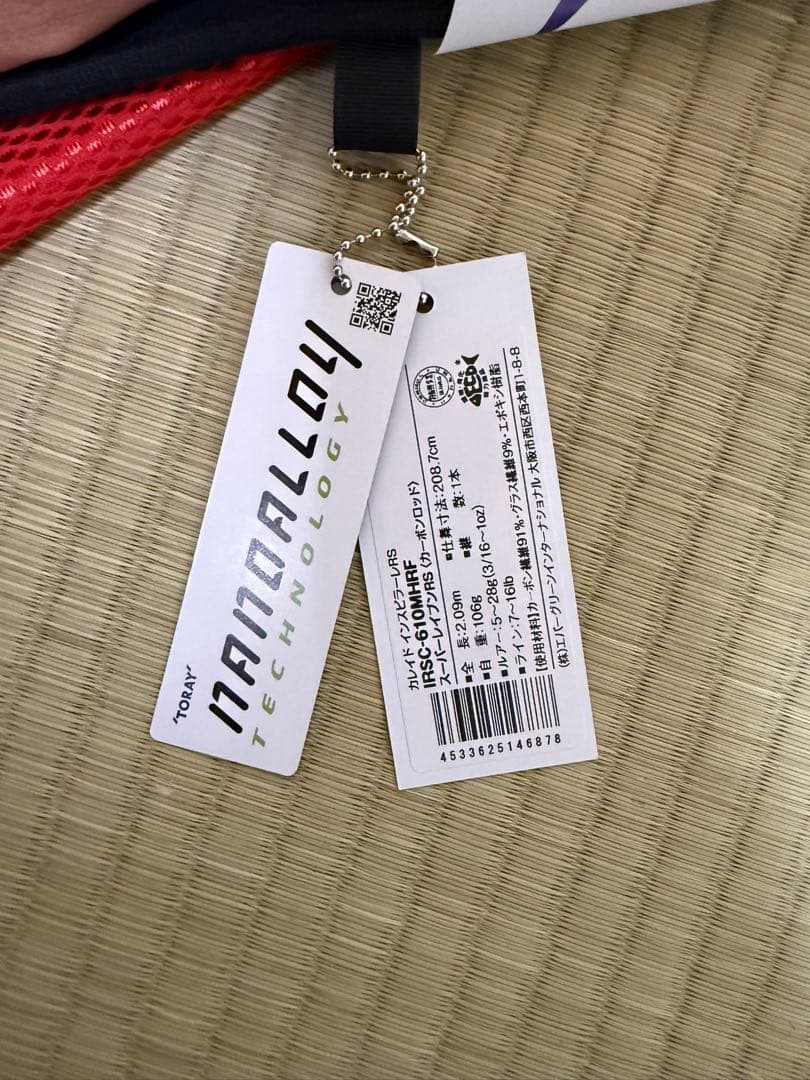 'TORAY'
NANOALLOY
TECHNOLOGY
カレイド インスピラーレRS
IRSC-610MHRF
スーパーレイブンRS〈カーボンロッド〉
■全 長:2.09m ■仕舞寸法:208.7cm
■自 重:106g ■継 数:1本
■ルアー:5~28g(3/16~1oz)
■ライン:7~16lb
【使用材料】カーボン繊維91%・グラス繊維9%・エポキシ樹脂
(株)エバーグリーンインターナショナル 大阪市西区西本町1-8-8
4533625146878